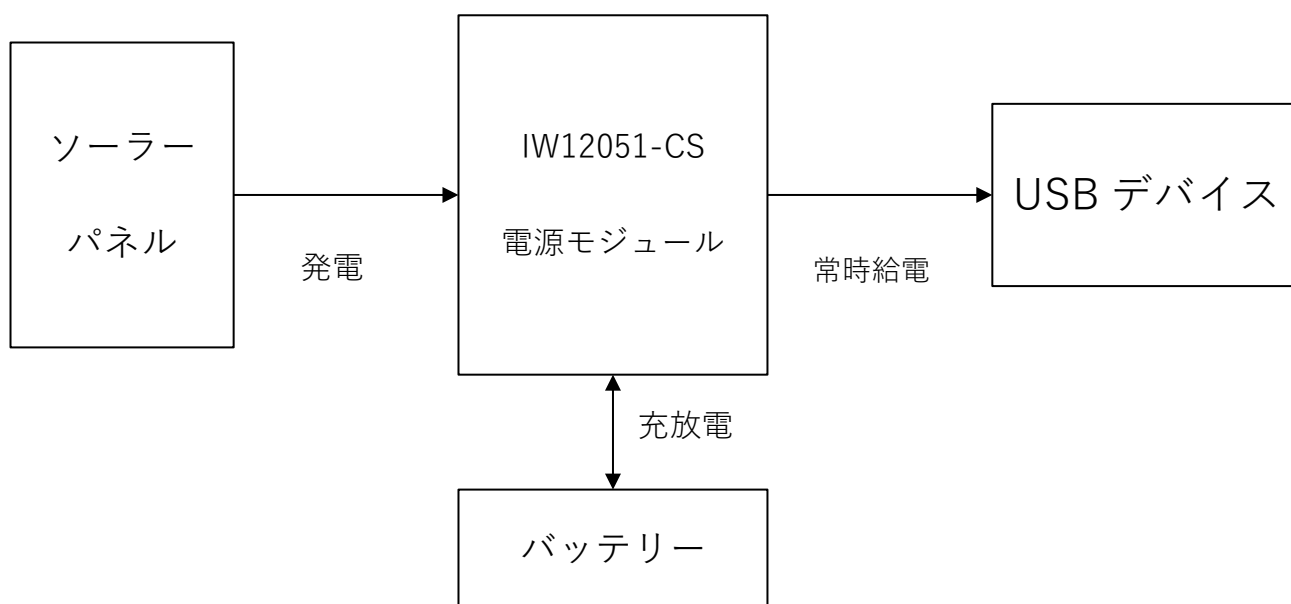 ソーラー
パネル
発電
IW12051-CS
電源モジュール
常時給電
USB デバイス
充放電
バッテリー